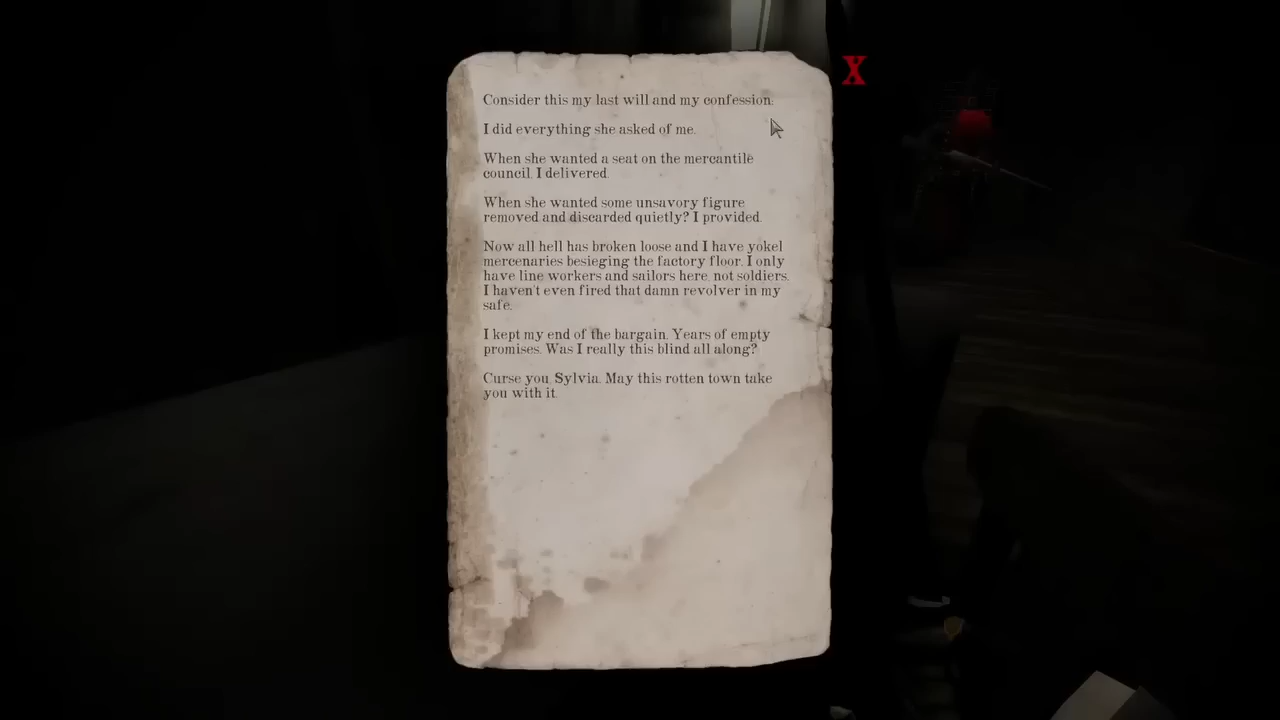 X
Consider this my last will and my confession:
I did everything she asked of me.
When she wanted a seat on the mercantile
council, I delivered.
When she wanted some unsavory figure
removed and discarded quietly? I provided.
Now all hell has broken loose and I have yokel
mercenaries besieging the factory floor. I only
have line workers and sailors here, not soldiers.
I haven't even fired that damn revolver in my
safe.
I kept my end of the bargain. Years of empty
promises. Was I really this blind all along?
Curse you, Sylvia. May this rotten town take
you with it.